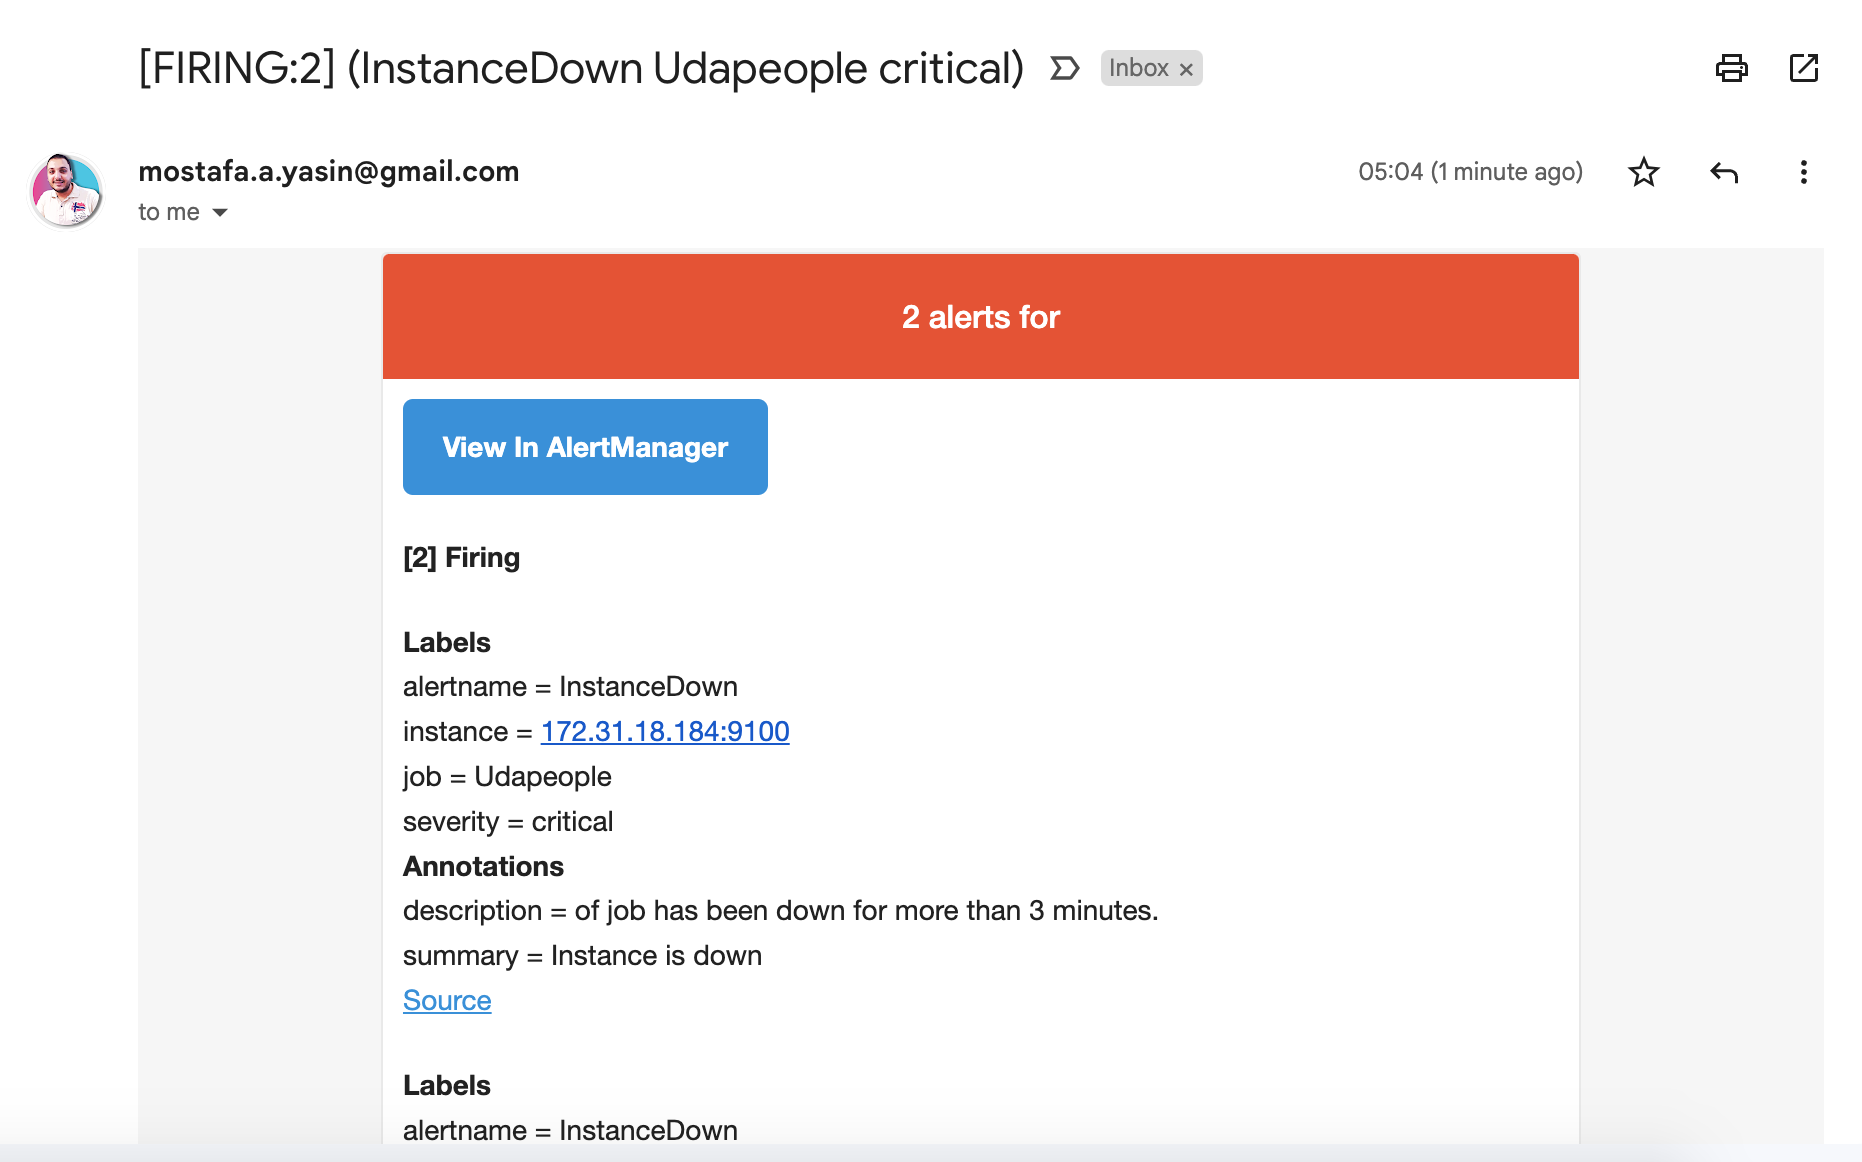 [FIRING:2] (InstanceDown Udapeople critical) Inbox ×
mostafa.a.yasin@gmail.com 05:04 (1 minute ago)
to me
2 alerts for
View In AlertManager
[2] Firing
Labels
alertname = InstanceDown
instance = 172.31.18.184:9100
job = Udapeople
severity = critical
Annotations
description = of job has been down for more than 3 minutes.
summary = Instance is down
Source
Labels
alertname = InstanceDown